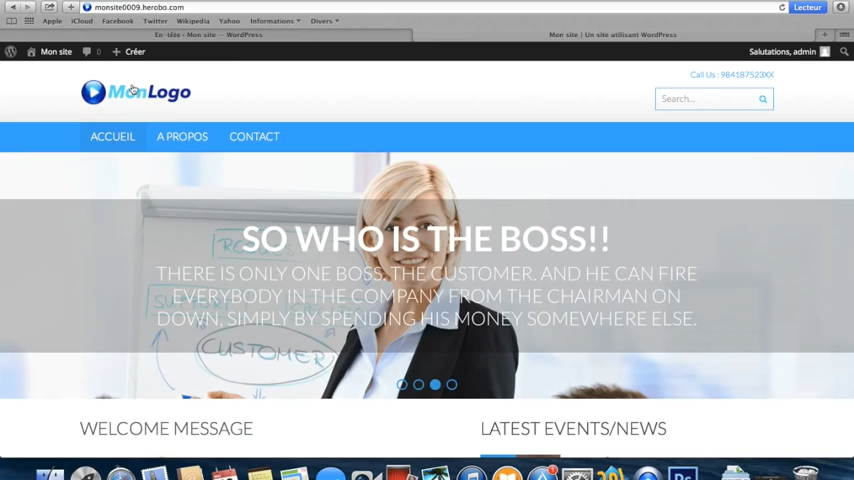 monsite0009.herobo.com
Lecteur
Apple iCloud Facebook Twitter Wikipedia Yahoo Informations Divers
En-tête ‹ Mon site — WordPress
Mon site | Un site utilisant WordPress
Mon site 0 Créer
Salutations, admin
Call Us : 984187523XX
MonLogo
Search...
ACCUEIL A PROPOS CONTACT
SO WHO IS THE BOSS!!
THERE IS ONLY ONE BOSS. THE CUSTOMER. AND HE CAN FIRE
EVERYBODY IN THE COMPANY FROM THE CHAIRMAN ON
DOWN, SIMPLY BY SPENDING HIS MONEY SOMEWHERE ELSE.
CUSTOMER
WELCOME MESSAGE
LATEST EVENTS/NEWS